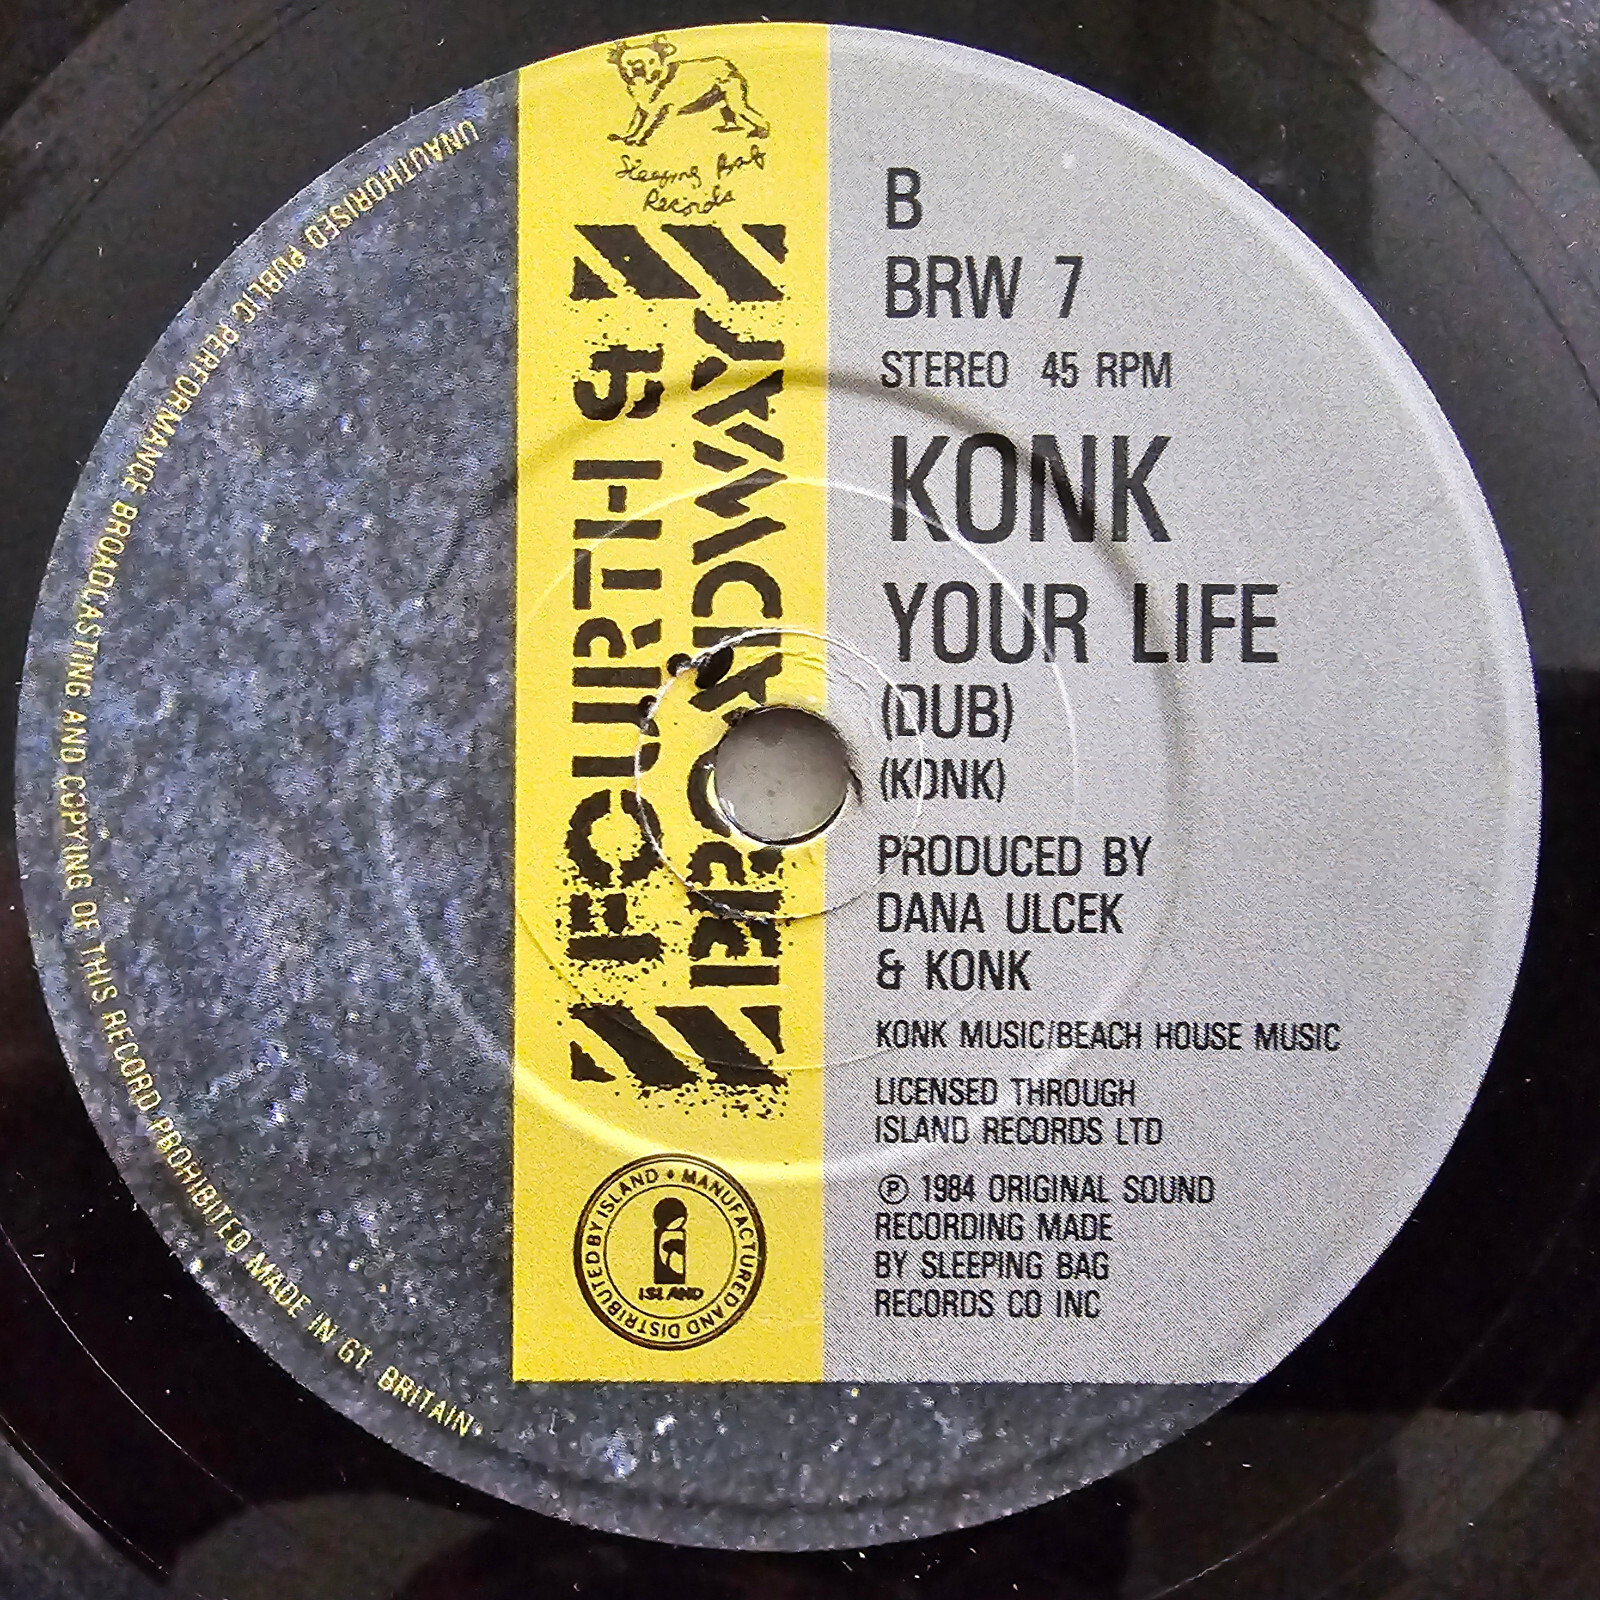 UNAUTHORISED PUBLIC PERFORMANCE BROADCASTING AND COPYING OF THIS RECORD PROHIBITED MADE IN GT. BRITAIN
Sleeping Bag
Records
FOURTH &
BROADWAY
MANUFACTURED AND DISTRIBUTED BY ISLAND
ISLAND
B
BRW 7
STEREO 45 RPM
KONK
YOUR LIFE
(DUB)
(KONK)
PRODUCED BY
DANA ULCEK
& KONK
KONK MUSIC/BEACH HOUSE MUSIC
LICENSED THROUGH
ISLAND RECORDS LTD
℗ 1984 ORIGINAL SOUND
RECORDING MADE
BY SLEEPING BAG
RECORDS CO INC